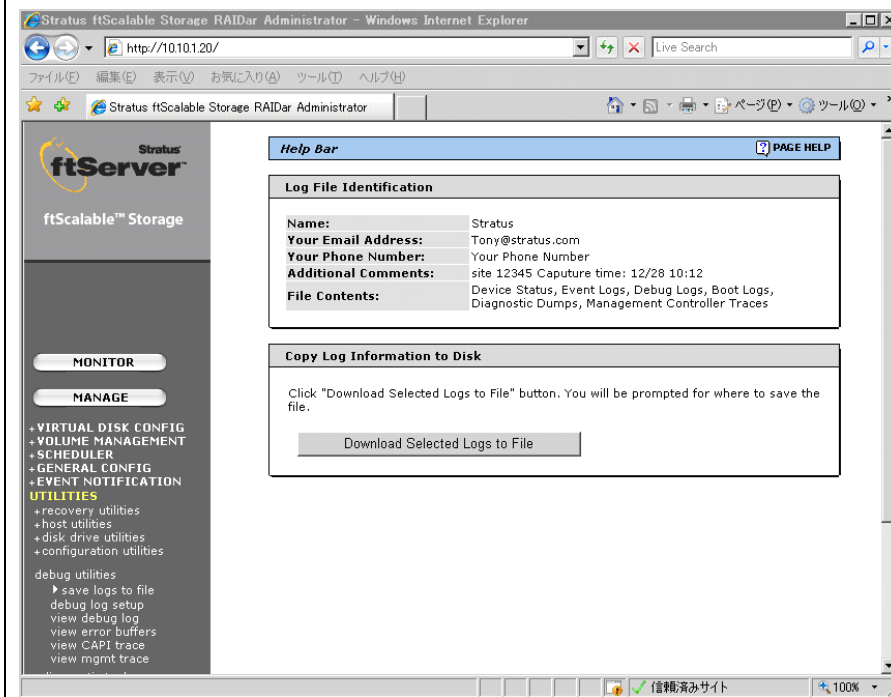 Stratus ftScalable Storage RAIDar Administrator - Windows Internet Explorer
http://10.10.1.20/
Live Search
ファイル(F) 編集(E) 表示(V) お気に入り(A) ツール(T) ヘルプ(H)
Stratus ftScalable Storage RAIDar Administrator
ページ(P) ツール(O)
Stratus
ftServer™
ftScalable™ Storage
MONITOR
MANAGE
+VIRTUAL DISK CONFIG
+VOLUME MANAGEMENT
+SCHEDULER
+GENERAL CONFIG
+EVENT NOTIFICATION
UTILITIES
+recovery utilities
+host utilities
+disk drive utilities
+configuration utilities
debug utilities
save logs to file
debug log setup
view debug log
view error buffers
view CAPI trace
view mgmt trace
Help Bar
? PAGE HELP
Log File Identification
Name: Stratus
Your Email Address: Tony@stratus.com
Your Phone Number: Your Phone Number
Additional Comments: site 12345 Caputure time: 12/28 10:12
File Contents: Device Status, Event Logs, Debug Logs, Boot Logs,
Diagnostic Dumps, Management Controller Traces
Copy Log Information to Disk
Click "Download Selected Logs to File" button. You will be prompted for where to save the
file.
Download Selected Logs to File
信頼済みサイト
100%